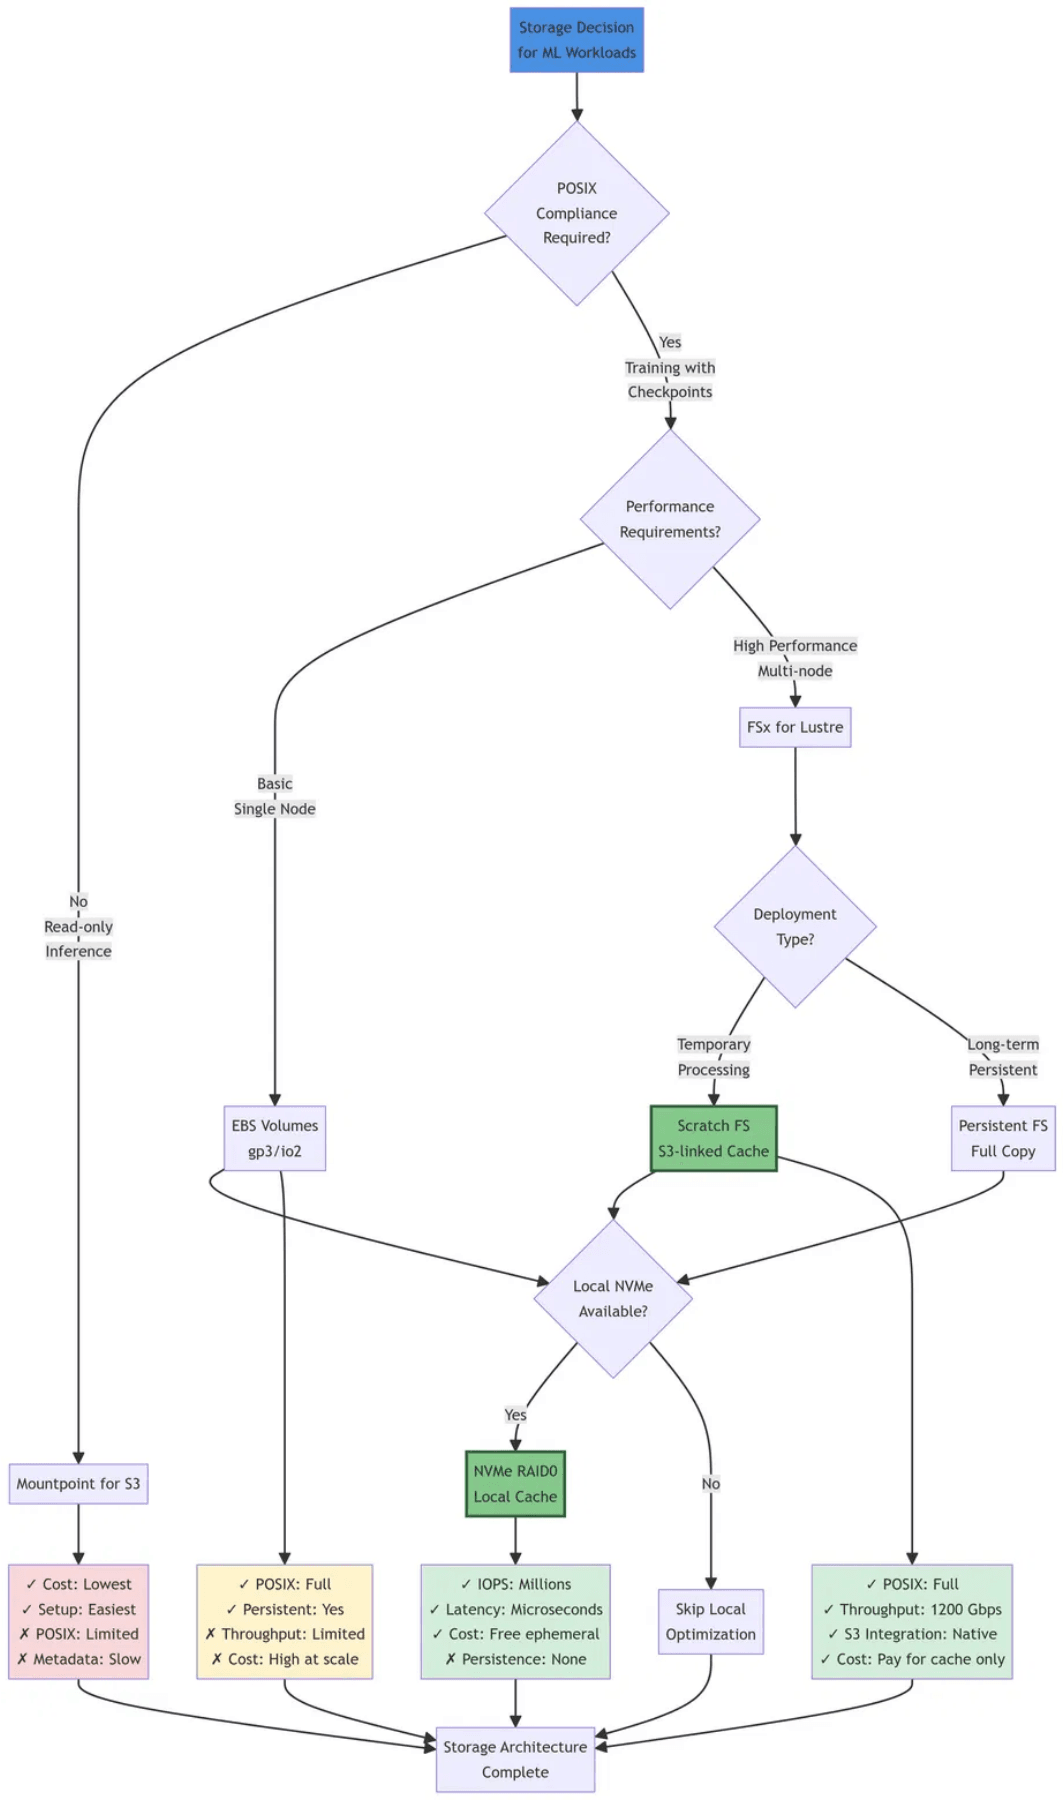 Storage Decision
for ML Workloads
POSIX
Compliance
Required?
Yes
Training with
Checkpoints
Performance
Requirements?
High Performance
Multi-node
FSx for Lustre
Basic
Single Node
No
Read-only
Inference
Deployment
Type?
Temporary
Processing
Long-term
Persistent
EBS Volumes
gp3/io2
Scratch FS
S3-linked Cache
Persistent FS
Full Copy
Local NVMe
Available?
Yes
No
Mountpoint for S3
NVMe RAID0
Local Cache
✓ Cost: Lowest
✓ Setup: Easiest
✗ POSIX: Limited
✗ Metadata: Slow
✓ POSIX: Full
✓ Persistent: Yes
✗ Throughput: Limited
✗ Cost: High at scale
✓ IOPS: Millions
✓ Latency: Microseconds
✓ Cost: Free ephemeral
✗ Persistence: None
Skip Local
Optimization
✓ POSIX: Full
✓ Throughput: 1200 Gbps
✓ S3 Integration: Native
✓ Cost: Pay for cache only
Storage Architecture
Complete